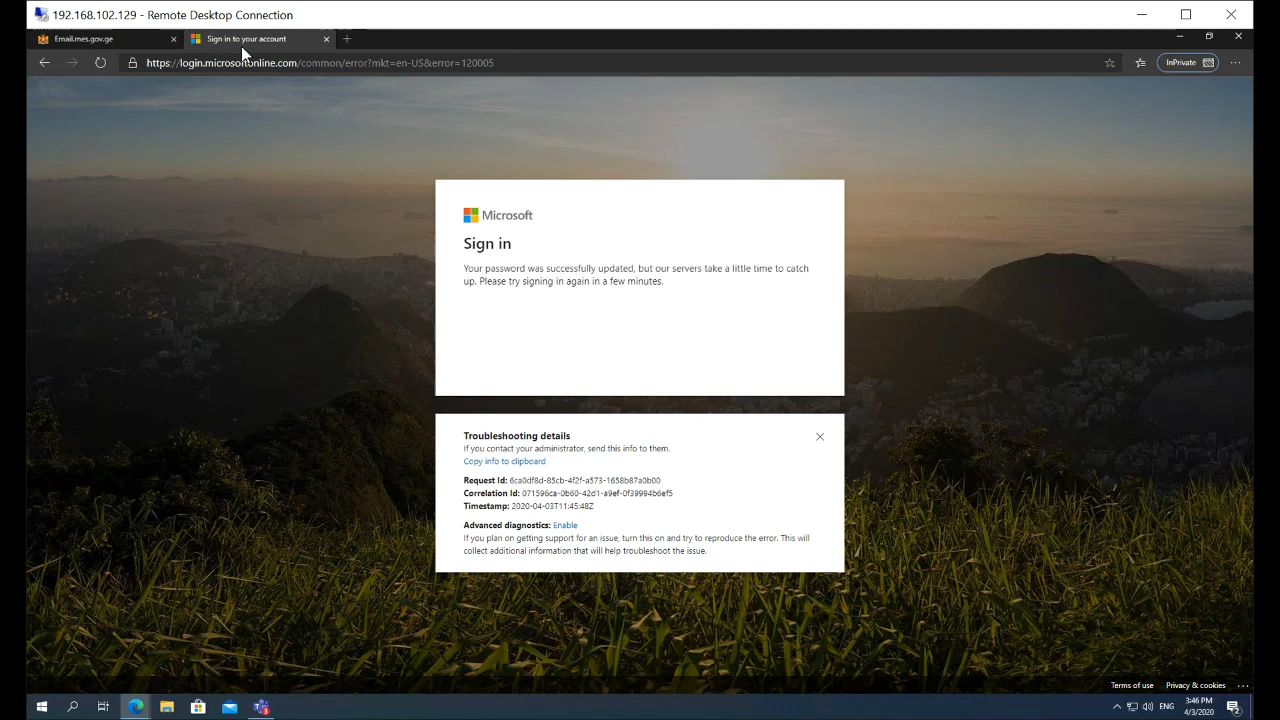 192.168.102.129 - Remote Desktop Connection
Email.mes.gov.ge
Sign in to your account
https://login.microsoftonline.com/common/error?mkt=en-US&error=120005
InPrivate
Microsoft
Sign in
Your password was successfully updated, but our servers take a little time to catch
up. Please try signing in again in a few minutes.
Troubleshooting details
If you contact your administrator, send this info to them.
Copy info to clipboard
Request Id: 6ca0df8d-85cb-4f2f-a573-1658b87a0b00
Correlation Id: 071596ca-0b60-42d1-a9ef-0f39994b6ef5
Timestamp: 2020-04-03T11:45:48Z
Advanced diagnostics: Enable
If you plan on getting support for an issue, turn this on and try to reproduce the error. This will
collect additional information that will help troubleshoot the issue.
Terms of use Privacy & cookies ...
ENG
3:46 PM
4/3/2020
2